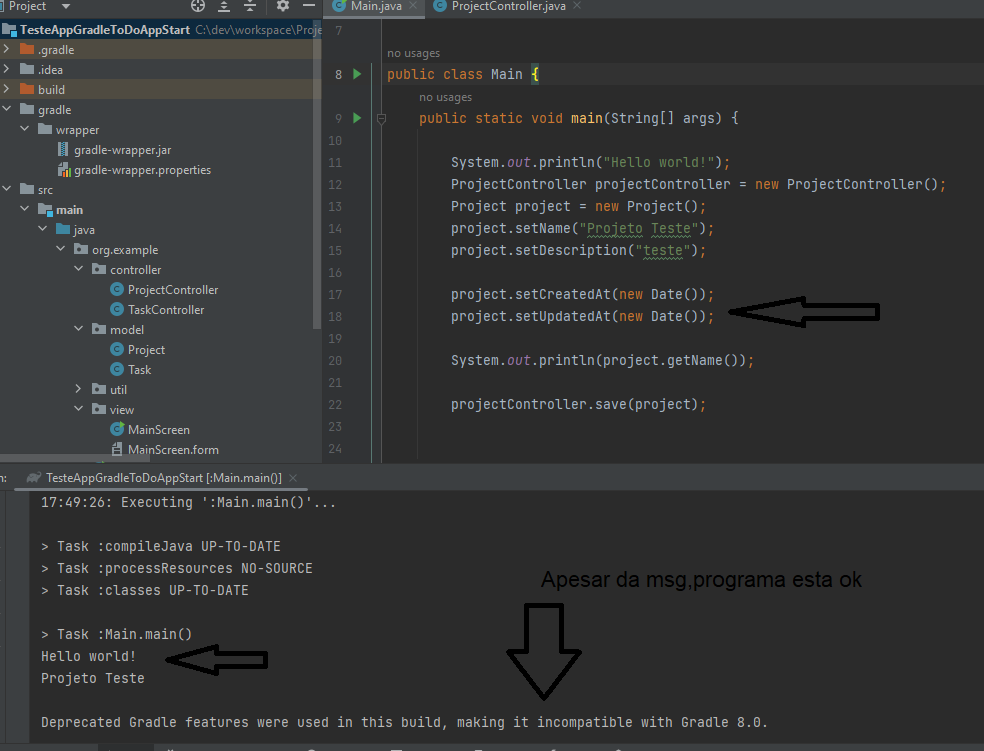 Project
Main.java
ProjectController.java
TesteAppGradleToDoAppStart C:\dev\workspace\Proje
.gradle
.idea
build
gradle
wrapper
gradle-wrapper.jar
gradle-wrapper.properties
src
main
java
org.example
controller
ProjectController
TaskController
model
Project
Task
util
view
MainScreen
MainScreen.form
7
no usages
8 public class Main {
no usages
9 public static void main(String[] args) {
10
11 System.out.println("Hello world!");
12 ProjectController projectController = new ProjectController();
13 Project project = new Project();
14 project.setName("Projeto Teste");
15 project.setDescription("teste");
16
17 project.setCreatedAt(new Date());
18 project.setUpdatedAt(new Date());
19
20 System.out.println(project.getName());
21
22 projectController.save(project);
23
24
n: TesteAppGradleToDoAppStart [:Main.main()]
17:49:26: Executing ':Main.main()'...
> Task :compileJava UP-TO-DATE
> Task :processResources NO-SOURCE
> Task :classes UP-TO-DATE
Apesar da msg,programa esta ok
> Task :Main.main()
Hello world!
Projeto Teste
Deprecated Gradle features were used in this build, making it incompatible with Gradle 8.0.